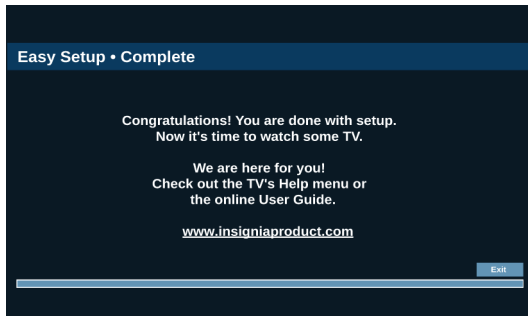 Easy Setup • Complete
Congratulations! You are done with setup.
Now it's time to watch some TV.
We are here for you!
Check out the TV's Help menu or
the online User Guide.
www.insigniaproduct.com
Exit